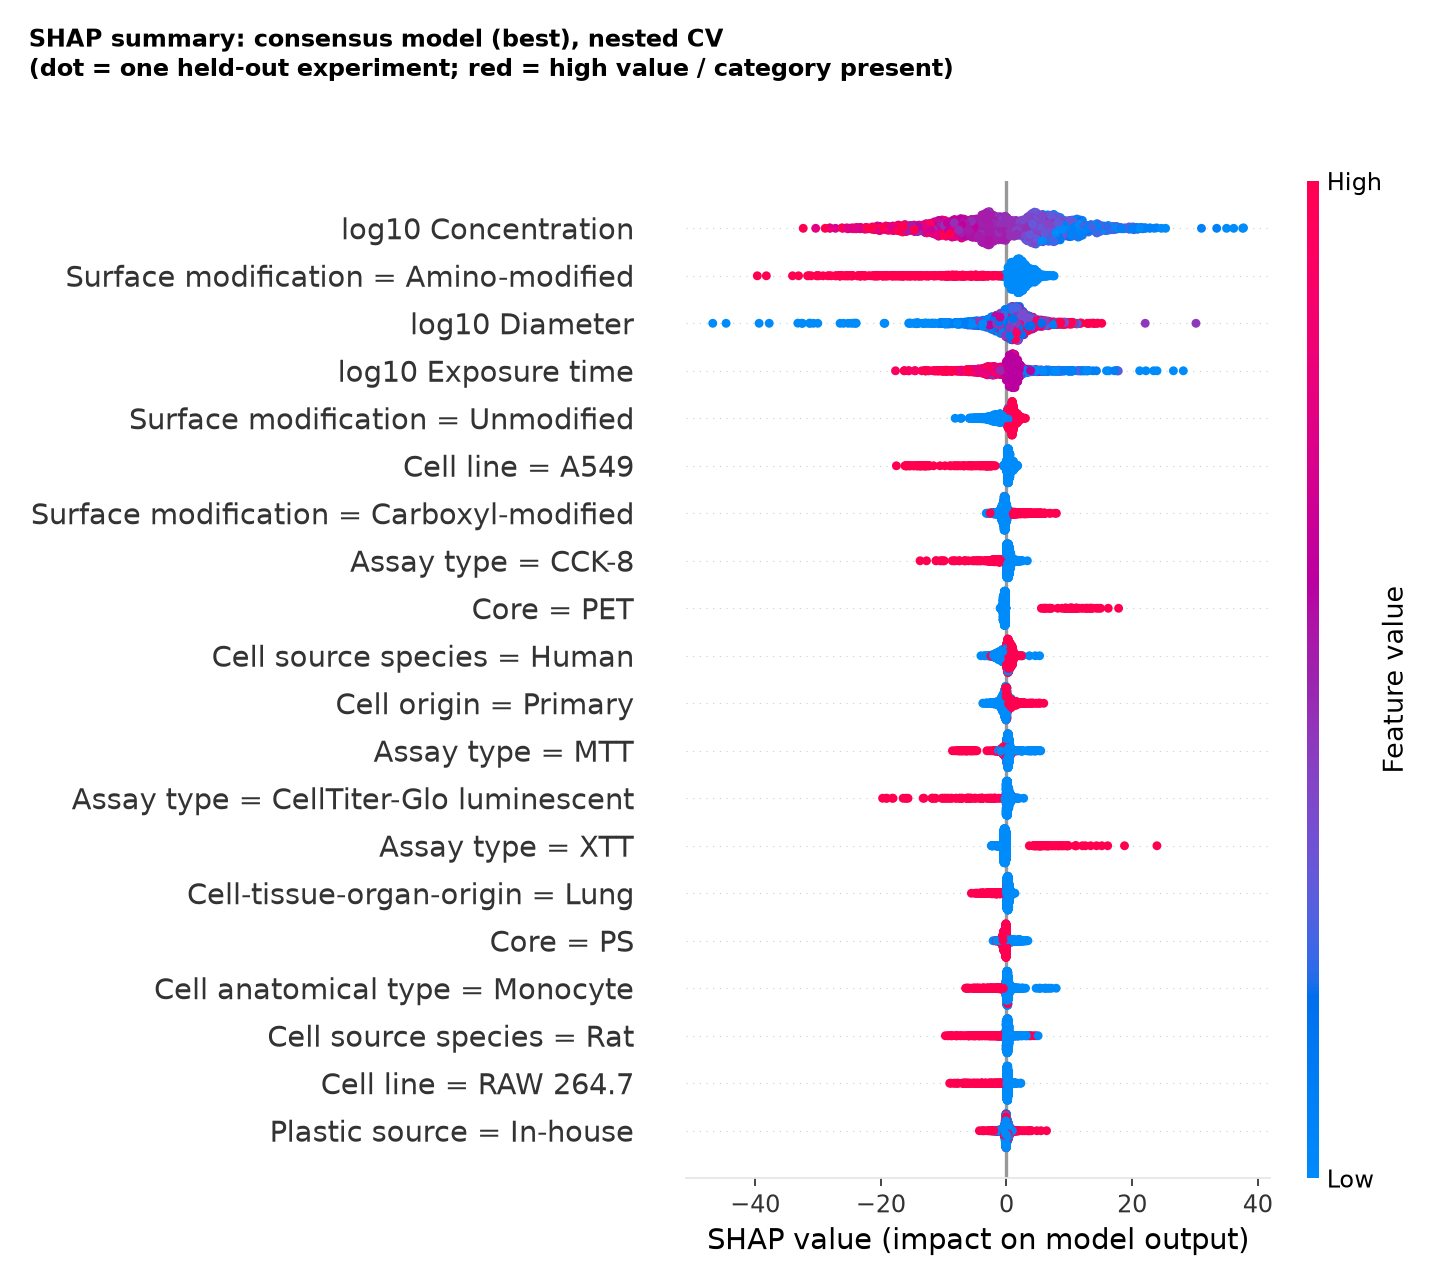 SHAP summary: consensus model (best), nested CV
(dot = one held-out experiment; red = high value / category present)
High
log10 Concentration
Surface modification = Amino-modified
log10 Diameter
log10 Exposure time
Surface modification = Unmodified
Cell line = A549
Surface modification = Carboxyl-modified
Assay type = CCK-8
Core = PET
Cell source species = Human
Cell origin = Primary
Assay type = MTT
Assay type = CellTiter-Glo luminescent
Assay type = XTT
Cell-tissue-organ-origin = Lung
Core = PS
Cell anatomical type = Monocyte
Cell source species = Rat
Cell line = RAW 264.7
Plastic source = In-house
Feature value
Low
−40 −20 0 20 40
SHAP value (impact on model output)